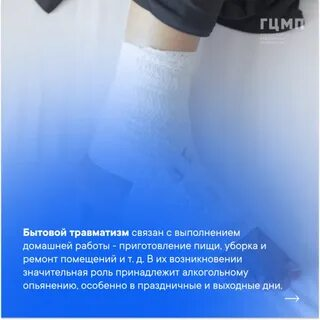 ГЦМП
Бытовой травматизм связан с выполнением
домашней работы - приготовление пищи, уборка и
ремонт помещений и т. д. В их возникновении
значительная роль принадлежит алкогольному
опьянению, особенно в праздничные и выходные дни.